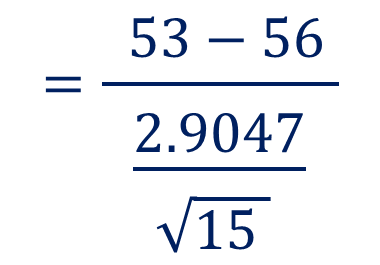 = 53 − 56
2.9047
√15